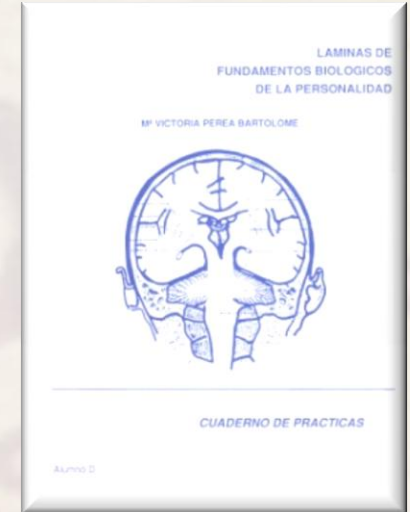 LAMINAS DE
FUNDAMENTOS BIOLOGICOS
DE LA PERSONALIDAD
Mª VICTORIA PEREA BARTOLOME
CUADERNO DE PRACTICAS
Alumno D